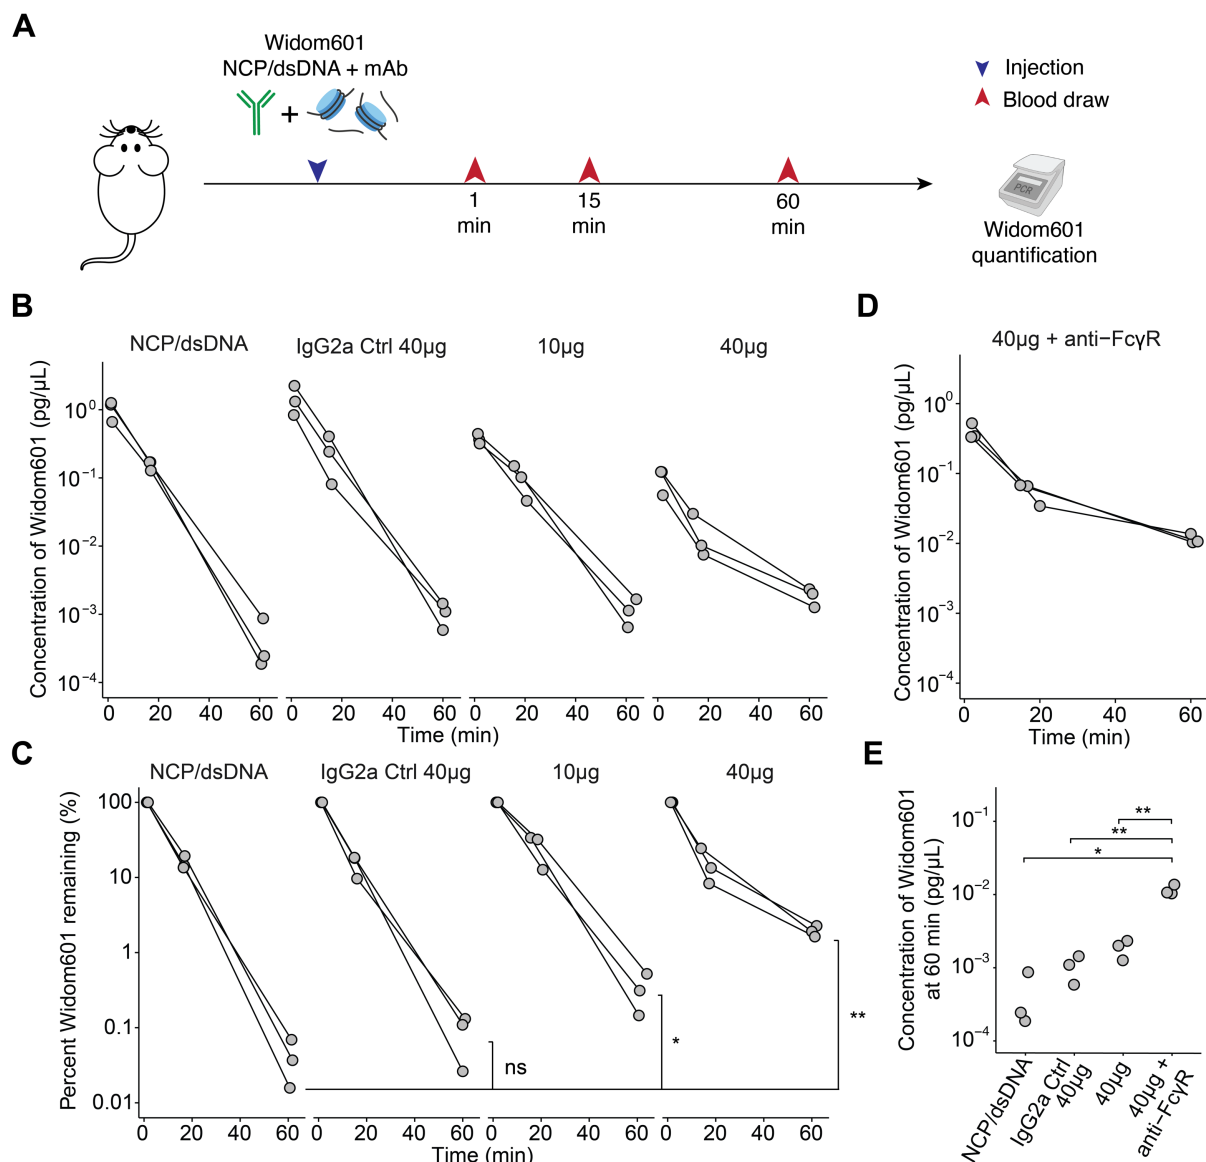 A
Widom601
NCP/dsDNA + mAb
+
Injection
Blood draw
1
min
15
min
60
min
PCR
Widom601
quantification
B
NCP/dsDNA
IgG2a Ctrl 40µg
10µg
40µg
Concentration of Widom601 (pg/µL)
10⁰
10⁻¹
10⁻²
10⁻³
10⁻⁴
0 20 40 60
0 20 40 60
0 20 40 60
0 20 40 60
Time (min)
D
40µg + anti−FcγR
Concentration of Widom601 (pg/µL)
10⁰
10⁻¹
10⁻²
10⁻³
10⁻⁴
0 20 40 60
Time (min)
C
NCP/dsDNA
IgG2a Ctrl 40µg
10µg
40µg
Percent Widom601 remaining (%)
100
10
1
0.1
0.01
ns
*
**
0 20 40 60
0 20 40 60
0 20 40 60
0 20 40 60
Time (min)
E
Concentration of Widom601
at 60 min (pg/µL)
10⁻¹
10⁻²
10⁻³
10⁻⁴
**
**
*
NCP/dsDNA
IgG2a Ctrl
40µg
40µg
40µg +
anti−FcγR